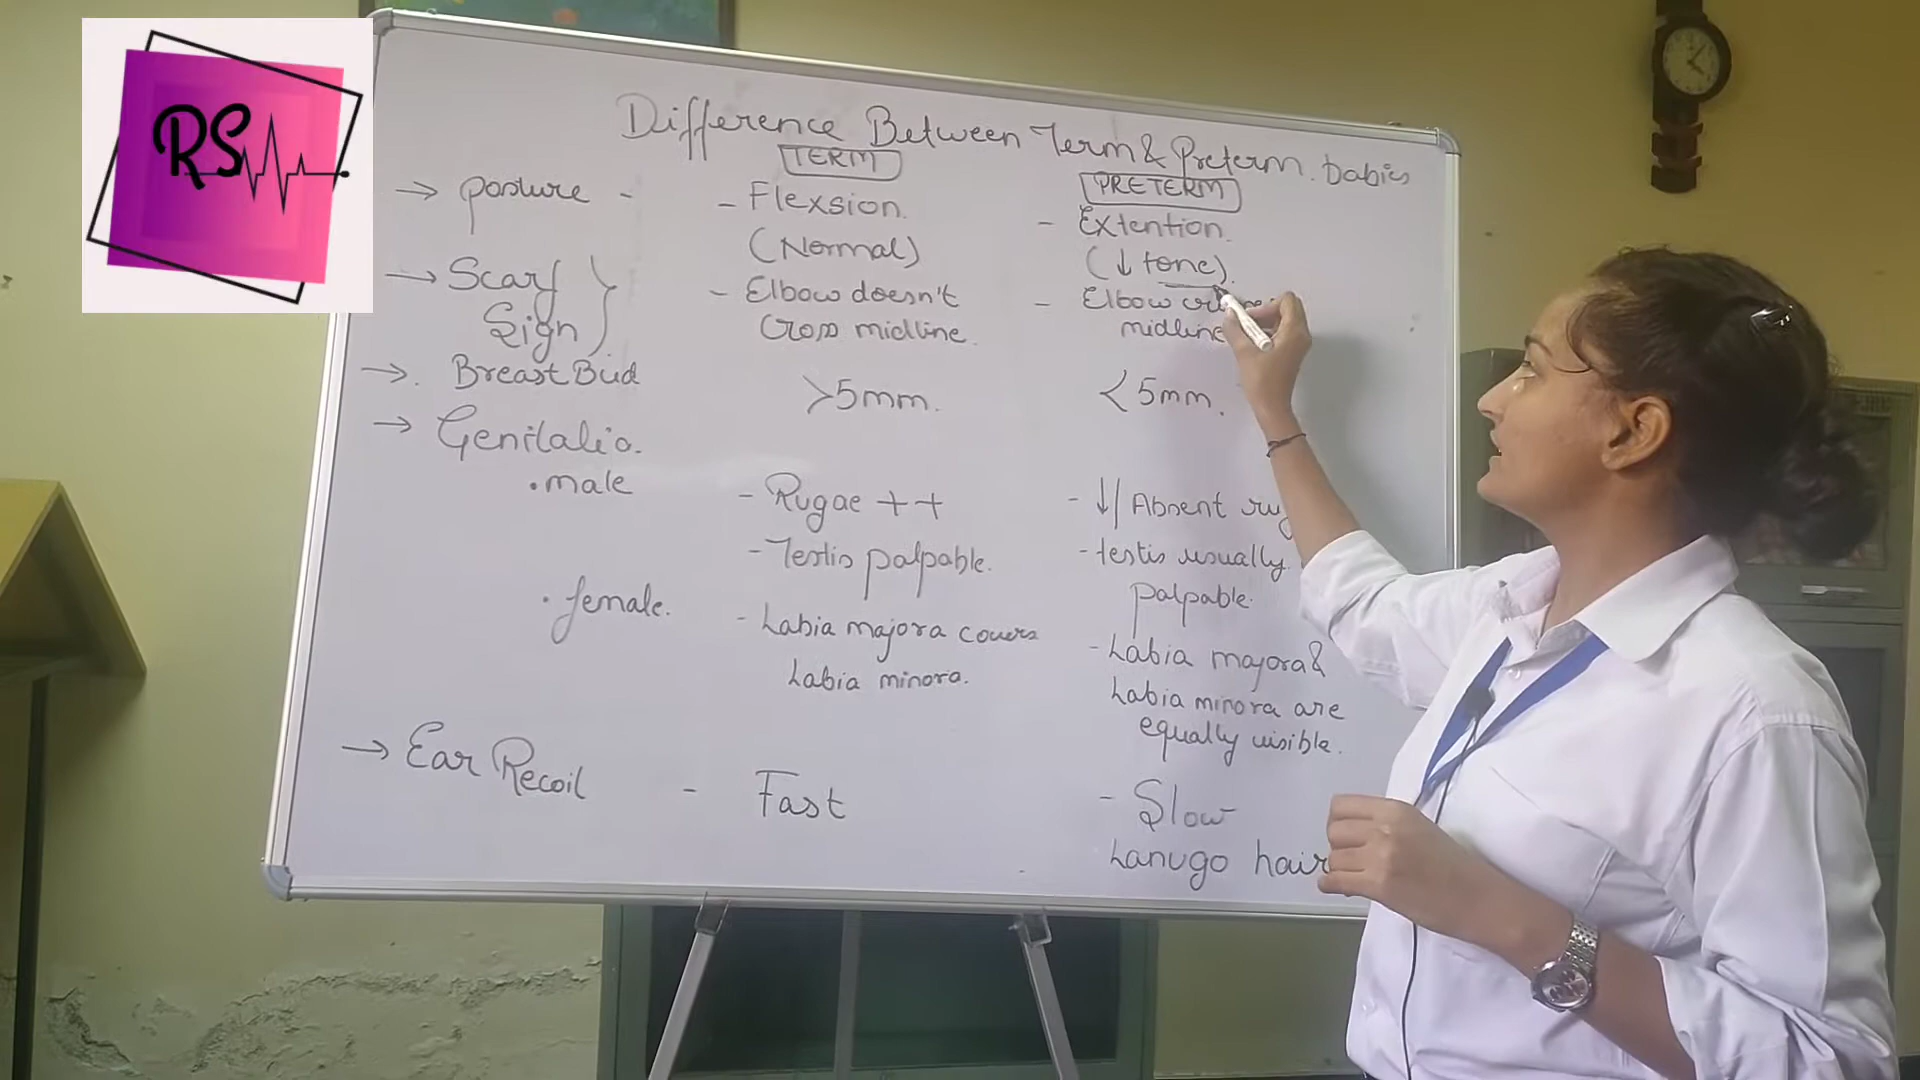 RS
Difference Between Term & Preterm. babies
TERM
PRETERM
→ Posture - - Flexsion. - Extention.
(Normal) (↓ tone).
→ Scarf } - Elbow doesn't - Elbow
Sign Cross midline. midline
→. Breast Bud >5mm. <5mm.
→ Genitalia.
• male - Rugae ++ - ↓/Absent
- Testis palpable. - testis usually
palpable.
• female. - Labia majora covers - Labia majora &
Labia minora. Labia minora are
equally visible.
→ Ear Recoil - Fast - Slow
Lanugo hair